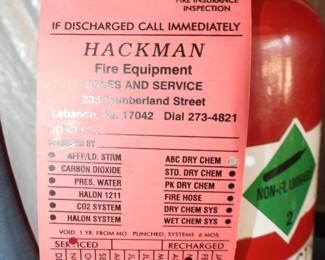 FIRE INSURANCE
INSPECTION
IF DISCHARGED CALL IMMEDIATELY
HACKMAN
Fire Equipment
SALES AND SERVICE
233 Cumberland Street
Lebanon, Pa. 17042 Dial 273-4821
AFFF/LD. STRM
ABC DRY CHEM
CARBON DIOXIDE
STD. DRY CHEM
PRES. WATER
PK DRY CHEM
HALON 1211
FIRE HOSE
CO2 SYSTEM
DRY CHEM SYS
HALON SYSTEM
WET CHEM SYS
VOID 1 YR. FROM MO. PUNCHED, SYSTEMS 6 MOS.
SERVICED
RECHARGED
NON-FLAMMABLE
2